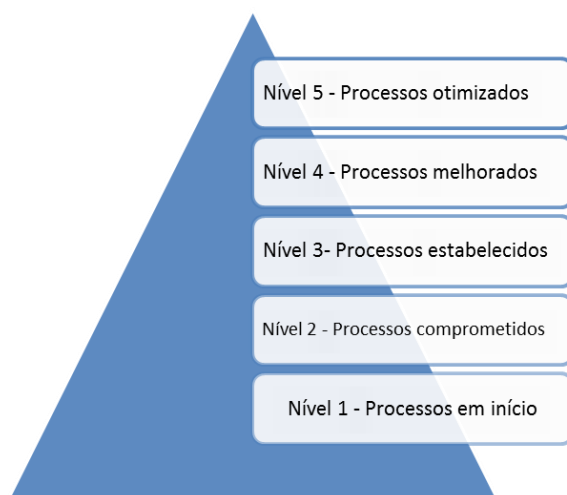 Nível 5 - Processos otimizados
Nível 4 - Processos melhorados
Nível 3- Processos estabelecidos
Nível 2 - Processos comprometidos
Nível 1 - Processos em início